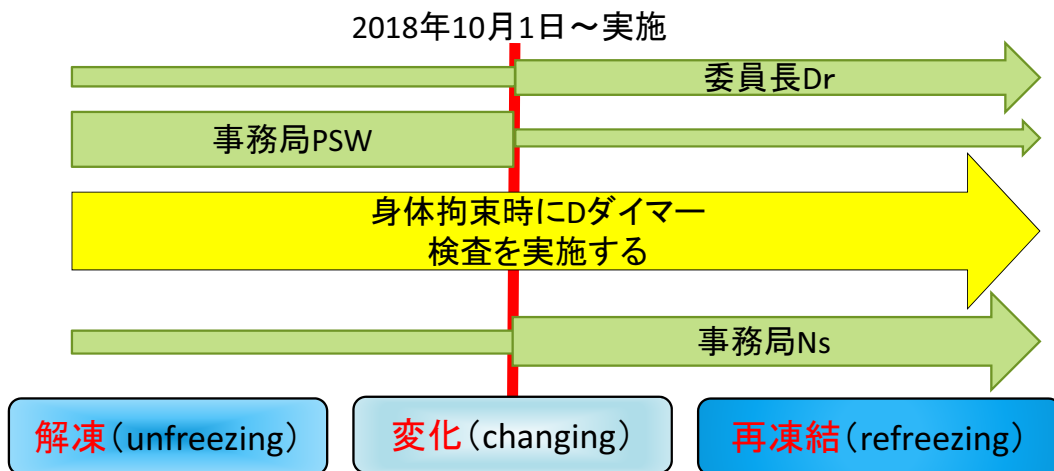 2018年10月1日～実施
委員長Dr
事務局PSW
身体拘束時にDダイマー
検査を実施する
事務局Ns
解凍(unfreezing)
変化(changing)
再凍結(refreezing)